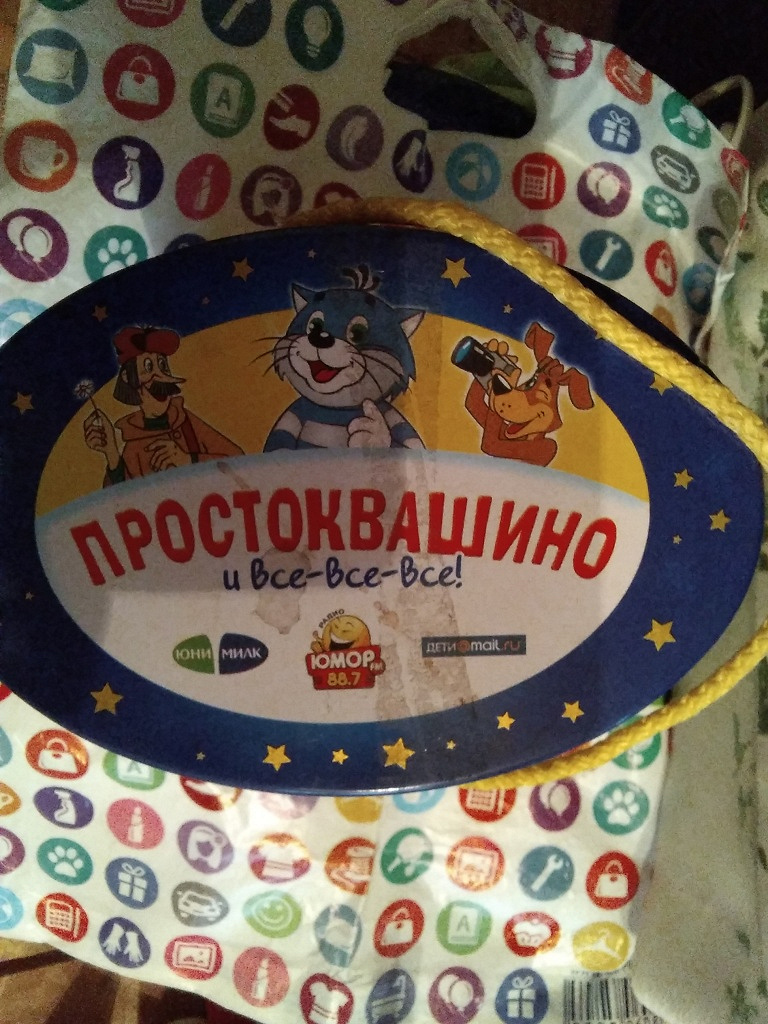 ПРОСТОКВАШИНО
и все-все-все!
ЮНИ МИЛК
РАДИО
ЮМОР FM
88.7
ДЕТИ@mail.ru
A
A
A